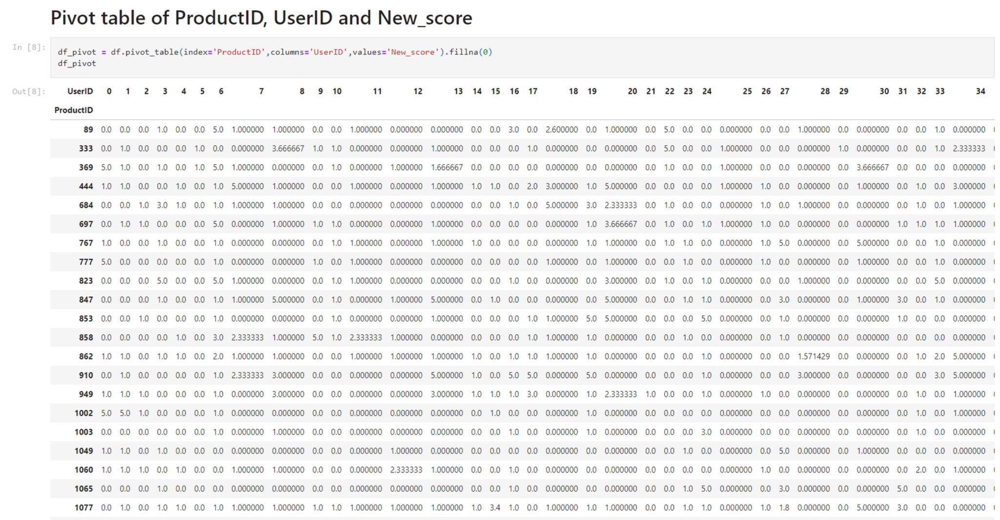 Pivot table of ProductID, UserID and New_score
In [8]:
df_pivot = df.pivot_table(index='ProductID',columns='UserID',values='New_score').fillna(0)
df_pivot
Out[8]:
UserID 0 1 2 3 4 5 6 7 8 9 10 11 12 13 14 15 16 17 18 19 20 21 22 23 24 25 26 27 28 29 30 31 32 33 34
ProductID
89 0.0 0.0 0.0 1.0 0.0 0.0 5.0 1.000000 1.000000 0.0 0.0 1.000000 0.000000 0.000000 0.0 0.0 3.0 0.0 2.600000 0.0 1.000000 0.0 5.0 0.0 0.0 0.000000 0.0 0.0 1.000000 0.0 0.000000 0.0 0.0 1.0 0.000000
333 0.0 1.0 0.0 0.0 0.0 1.0 0.0 0.000000 3.666667 1.0 1.0 0.000000 0.000000 1.000000 0.0 0.0 0.0 1.0 0.000000 0.0 0.000000 0.0 5.0 0.0 0.0 1.000000 0.0 0.0 0.000000 1.0 0.000000 0.0 0.0 1.0 2.333333
369 5.0 1.0 0.0 1.0 0.0 1.0 5.0 1.000000 0.000000 0.0 1.0 0.000000 1.000000 1.666667 0.0 0.0 0.0 0.0 0.000000 0.0 0.000000 0.0 1.0 0.0 0.0 1.000000 0.0 0.0 0.000000 0.0 3.666667 0.0 0.0 0.0 0.000000
444 1.0 1.0 0.0 0.0 1.0 0.0 1.0 5.000000 1.000000 0.0 0.0 1.000000 0.000000 1.000000 1.0 1.0 0.0 2.0 3.000000 1.0 5.000000 0.0 0.0 0.0 0.0 1.000000 1.0 0.0 0.000000 0.0 1.000000 0.0 1.0 0.0 3.000000
684 0.0 0.0 1.0 3.0 1.0 0.0 1.0 1.000000 1.000000 0.0 0.0 0.000000 0.000000 0.000000 0.0 0.0 1.0 0.0 5.000000 3.0 2.333333 0.0 1.0 0.0 0.0 0.000000 1.0 0.0 1.000000 0.0 0.000000 0.0 1.0 0.0 1.000000
697 0.0 1.0 1.0 0.0 0.0 0.0 5.0 0.000000 1.000000 1.0 1.0 0.000000 0.000000 1.000000 0.0 0.0 0.0 0.0 0.000000 1.0 3.666667 0.0 1.0 0.0 1.0 1.000000 1.0 0.0 0.000000 0.0 0.000000 1.0 1.0 1.0 1.000000
767 1.0 0.0 0.0 1.0 0.0 0.0 1.0 0.000000 0.000000 0.0 1.0 1.000000 0.000000 1.000000 1.0 0.0 0.0 0.0 0.000000 1.0 1.000000 0.0 1.0 1.0 0.0 0.000000 1.0 5.0 0.000000 0.0 5.000000 0.0 0.0 1.0 0.000000
777 5.0 0.0 0.0 0.0 0.0 0.0 1.0 0.000000 0.000000 1.0 0.0 1.000000 0.000000 0.000000 0.0 0.0 0.0 0.0 1.000000 0.0 1.000000 0.0 0.0 1.0 0.0 0.000000 1.0 0.0 0.000000 0.0 1.000000 0.0 0.0 1.0 0.000000
823 0.0 0.0 0.0 5.0 0.0 0.0 5.0 1.000000 0.000000 0.0 1.0 1.000000 0.000000 0.000000 0.0 0.0 1.0 0.0 0.000000 0.0 3.000000 0.0 1.0 0.0 1.0 0.000000 0.0 0.0 1.000000 0.0 0.000000 0.0 0.0 5.0 0.000000
847 0.0 0.0 0.0 1.0 0.0 0.0 1.0 1.000000 5.000000 0.0 1.0 0.000000 1.000000 5.000000 0.0 1.0 0.0 0.0 0.000000 0.0 5.000000 0.0 0.0 1.0 1.0 0.000000 0.0 3.0 0.000000 0.0 1.000000 3.0 0.0 1.0 0.000000
853 0.0 0.0 1.0 0.0 0.0 0.0 1.0 0.000000 0.000000 0.0 1.0 0.000000 0.000000 1.000000 0.0 0.0 0.0 1.0 1.000000 5.0 5.000000 0.0 0.0 0.0 5.0 0.000000 0.0 1.0 0.000000 0.0 0.000000 1.0 0.0 0.0 0.000000
858 0.0 0.0 0.0 0.0 1.0 0.0 3.0 2.333333 1.000000 5.0 1.0 2.333333 1.000000 0.000000 0.0 0.0 0.0 1.0 1.000000 1.0 0.000000 0.0 0.0 1.0 0.0 0.000000 0.0 1.0 0.000000 0.0 0.000000 0.0 0.0 0.0 0.000000
862 1.0 1.0 0.0 1.0 1.0 0.0 2.0 1.000000 1.000000 0.0 0.0 1.000000 1.000000 1.000000 1.0 0.0 1.0 1.0 1.000000 1.0 0.000000 0.0 0.0 0.0 1.0 0.000000 0.0 0.0 1.571429 0.0 0.000000 0.0 1.0 2.0 5.000000
910 0.0 1.0 0.0 0.0 0.0 0.0 1.0 2.333333 3.000000 0.0 0.0 0.000000 0.000000 5.000000 1.0 0.0 5.0 5.0 0.000000 5.0 0.000000 0.0 0.0 0.0 1.0 0.000000 0.0 0.0 3.000000 0.0 0.000000 0.0 0.0 3.0 5.000000
949 1.0 1.0 1.0 0.0 0.0 0.0 1.0 0.000000 3.000000 0.0 0.0 0.000000 0.000000 3.000000 1.0 1.0 1.0 3.0 0.000000 1.0 2.333333 1.0 0.0 0.0 1.0 0.000000 1.0 0.0 0.000000 0.0 0.000000 0.0 1.0 0.0 1.000000
1002 5.0 5.0 1.0 0.0 0.0 0.0 1.0 0.000000 0.000000 0.0 0.0 0.000000 0.000000 0.000000 0.0 1.0 0.0 0.0 0.000000 1.0 0.000000 0.0 0.0 0.0 0.0 0.000000 0.0 0.0 0.000000 0.0 0.000000 0.0 1.0 0.0 1.000000
1003 0.0 0.0 0.0 0.0 0.0 0.0 1.0 0.000000 1.000000 0.0 0.0 0.000000 0.000000 0.000000 0.0 0.0 1.0 0.0 0.000000 1.0 0.000000 0.0 0.0 0.0 3.0 0.000000 0.0 0.0 0.000000 0.0 0.000000 0.0 1.0 0.0 0.000000
1049 1.0 1.0 0.0 1.0 0.0 0.0 0.0 0.000000 0.000000 0.0 0.0 0.000000 1.000000 0.000000 0.0 0.0 0.0 0.0 0.000000 0.0 0.000000 0.0 0.0 1.0 0.0 0.000000 0.0 5.0 0.000000 0.0 1.000000 0.0 0.0 0.0 0.000000
1060 1.0 1.0 1.0 0.0 1.0 0.0 0.0 1.000000 1.000000 0.0 0.0 0.000000 2.333333 1.000000 0.0 0.0 1.0 0.0 0.000000 0.0 0.000000 0.0 0.0 0.0 0.0 0.000000 1.0 0.0 0.000000 0.0 0.000000 0.0 2.0 0.0 1.000000
1065 0.0 0.0 0.0 1.0 0.0 0.0 0.0 0.000000 0.000000 0.0 0.0 0.000000 0.000000 0.000000 0.0 0.0 1.0 0.0 0.000000 0.0 0.000000 0.0 0.0 1.0 5.0 0.000000 0.0 3.0 0.000000 0.0 0.000000 5.0 0.0 0.0 0.000000
1077 0.0 1.0 0.0 1.0 1.0 0.0 1.0 1.000000 1.000000 1.0 1.0 1.000000 1.000000 1.000000 1.0 3.4 1.0 0.0 1.000000 1.0 1.000000 0.0 0.0 1.0 1.0 0.000000 1.0 1.8 0.000000 0.0 5.000000 3.0 0.0 0.0 0.000000